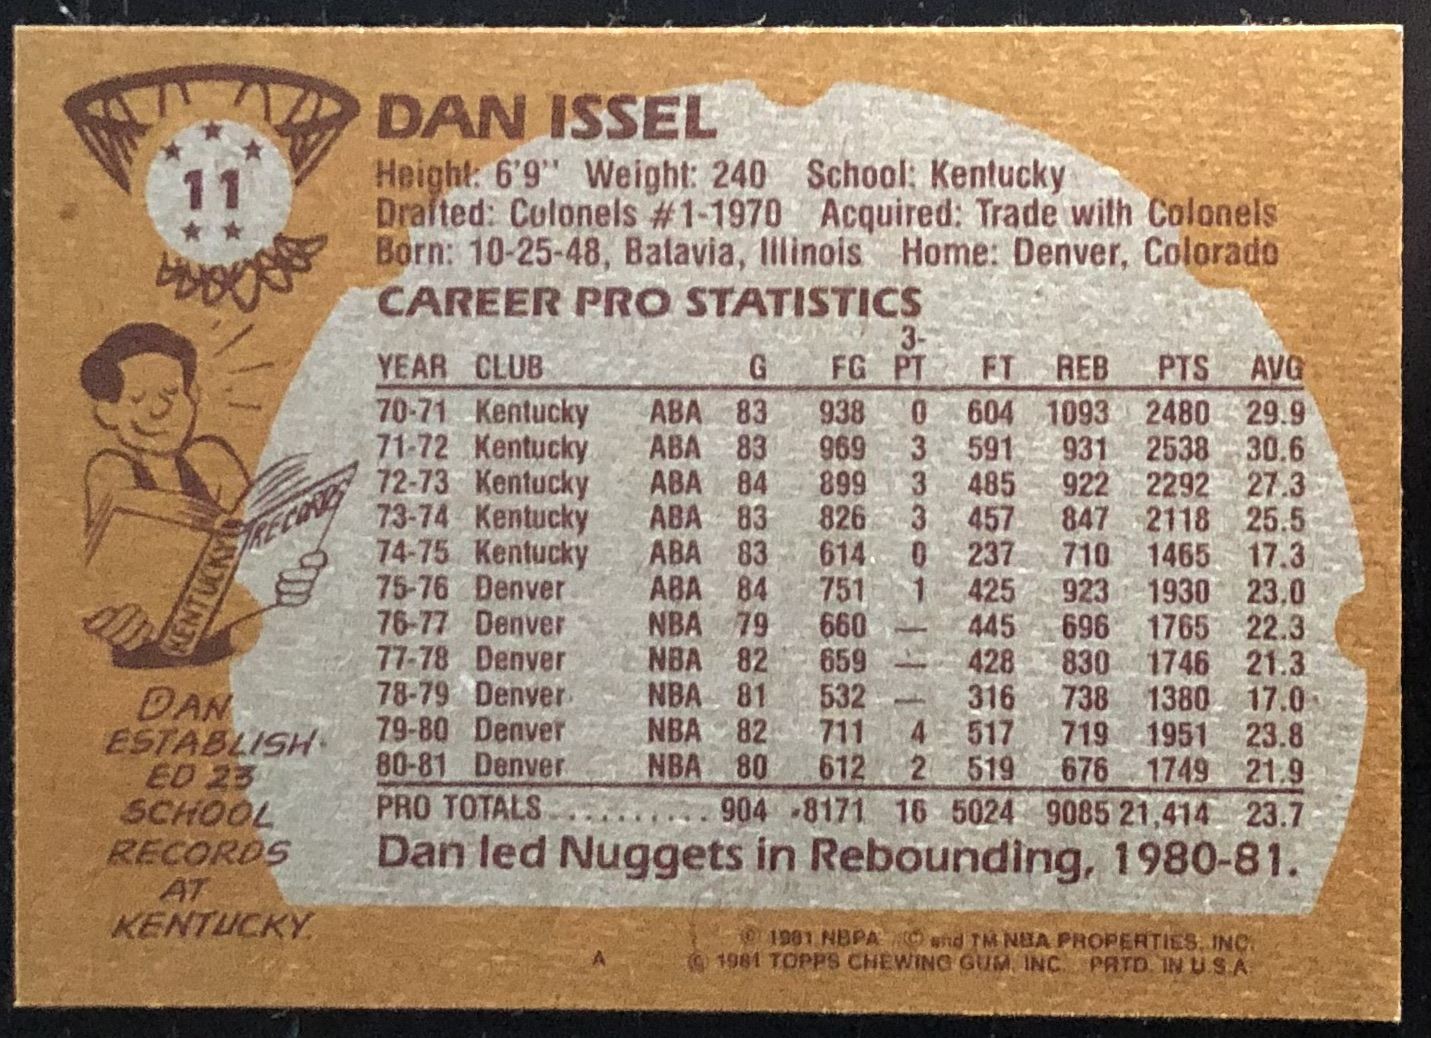 11
DAN ISSEL
Height: 6'9" Weight: 240 School: Kentucky
Drafted: Colonels #1-1970 Acquired: Trade with Colonels
Born: 10-25-48, Batavia, Illinois Home: Denver, Colorado
CAREER PRO STATISTICS
YEAR CLUB G FG 3-PT FT REB PTS AVG
70-71 Kentucky ABA 83 938 0 604 1093 2480 29.9
71-72 Kentucky ABA 83 969 3 591 931 2538 30.6
72-73 Kentucky ABA 84 899 3 485 922 2292 27.3
73-74 Kentucky ABA 83 826 3 457 847 2118 25.5
74-75 Kentucky ABA 83 614 0 237 710 1465 17.3
75-76 Denver ABA 84 751 1 425 923 1930 23.0
76-77 Denver NBA 79 660 — 445 696 1765 22.3
77-78 Denver NBA 82 659 — 428 830 1746 21.3
78-79 Denver NBA 81 532 — 316 738 1380 17.0
79-80 Denver NBA 82 711 4 517 719 1951 23.8
80-81 Denver NBA 80 612 2 519 676 1749 21.9
PRO TOTALS.......... 904 8171 16 5024 9085 21,414 23.7
Dan led Nuggets in Rebounding, 1980-81.
KENTUCKY
RECORDS
DAN
ESTABLISH-
ED 23
SCHOOL
RECORDS
AT
KENTUCKY.
© 1981 NBPA © and TM NBA PROPERTIES, INC.
A © 1981 TOPPS CHEWING GUM, INC. PRTD. IN U.S.A.